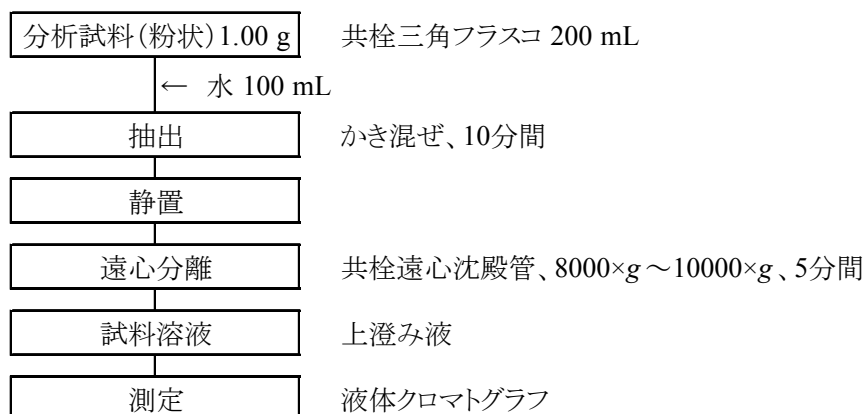 分析試料(粉状)1.00 g 共栓三角フラスコ 200 mL
← 水 100 mL
抽出 かき混ぜ、10分間
静置
遠心分離 共栓遠心沈殿管、8000×g～10000×g、5分間
試料溶液 上澄み液
測定 液体クロマトグラフ